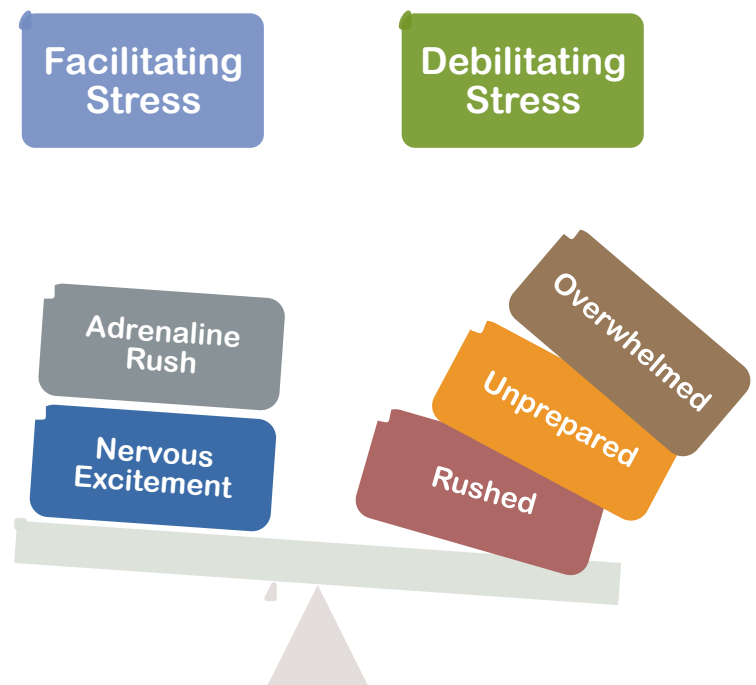 Facilitating
Stress
Debilitating
Stress
Adrenaline
Rush
Nervous
Excitement
Overwhelmed
Unprepared
Rushed